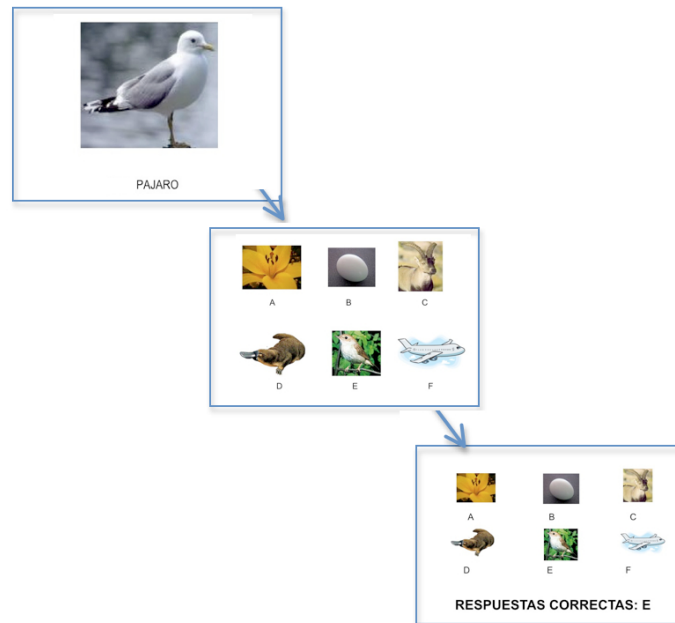 PAJARO
A B C
D E F
A B C
D E F
RESPUESTAS CORRECTAS: E